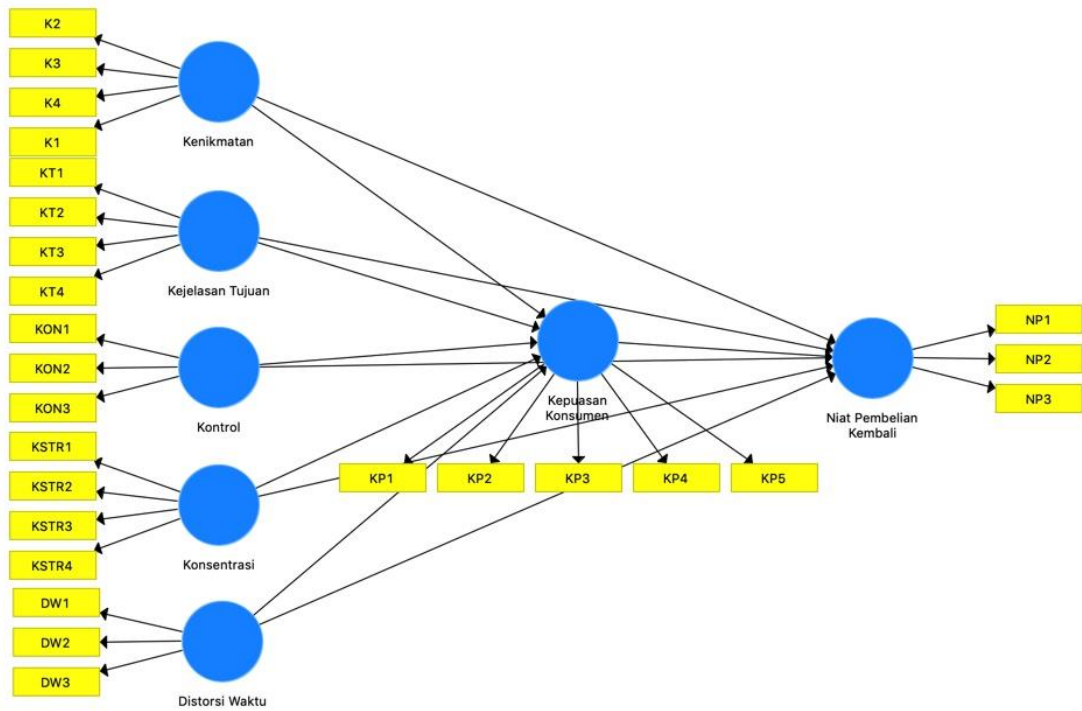 K2
K3
K4
K1
Kenikmatan
KT1
KT2
KT3
KT4
Kejelasan Tujuan
KON1
KON2
KON3
Kontrol
KSTR1
KSTR2
KSTR3
KSTR4
Konsentrasi
DW1
DW2
DW3
Distorsi Waktu
Kepuasan
Konsumen
KP1
KP2
KP3
KP4
KP5
Niat Pembelian
Kembali
NP1
NP2
NP3